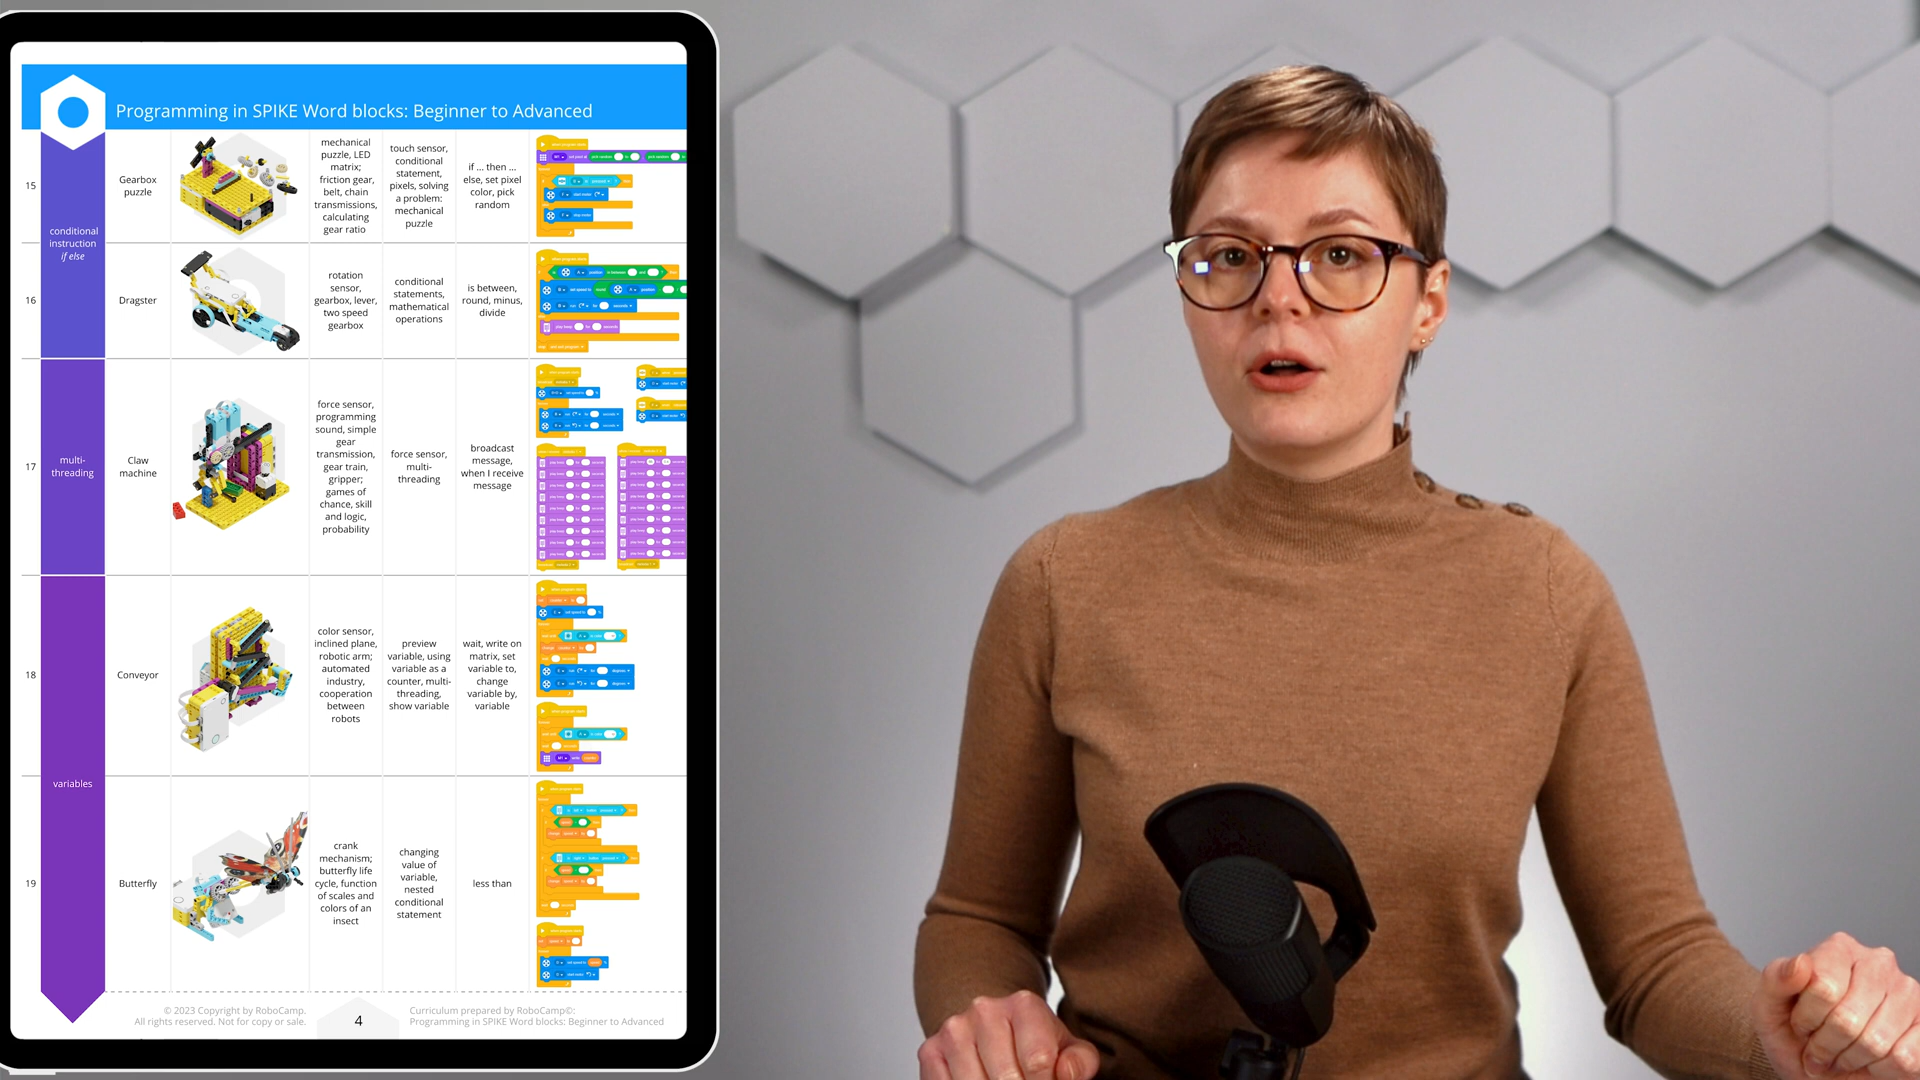 Programming in SPIKE Word blocks: Beginner to Advanced
15
conditional
instruction
if else
Gearbox
puzzle
mechanical
puzzle, LED
matrix;
friction gear,
belt, chain
transmissions,
calculating
gear ratio
touch sensor,
conditional
statement,
pixels, solving
a problem:
mechanical
puzzle
if ... then ...
else, set pixel
color, pick
random
16
Dragster
rotation
sensor,
gearbox, lever,
two speed
gearbox
conditional
statements,
mathematical
operations
is between,
round, minus,
divide
17
multi-
threading
Claw
machine
force sensor,
programming
sound, simple
gear
transmission,
gear train,
gripper;
games of
chance, skill
and logic,
probability
force sensor,
multi-
threading
broadcast
message,
when I receive
message
18
Conveyor
color sensor,
inclined plane,
robotic arm;
automated
industry,
cooperation
between
robots
preview
variable, using
variable as a
counter, multi-
threading,
show variable
wait, write on
matrix, set
variable to,
change
variable by,
variable
variables
19
Butterfly
crank
mechanism;
butterfly life
cycle, function
of scales and
colors of an
insect
changing
value of
variable,
nested
conditional
statement
less than
© 2023 Copyright by RoboCamp.
All rights reserved. Not for copy or sale.
4
Curriculum prepared by RoboCamp©:
Programming in SPIKE Word blocks: Beginner to Advanced